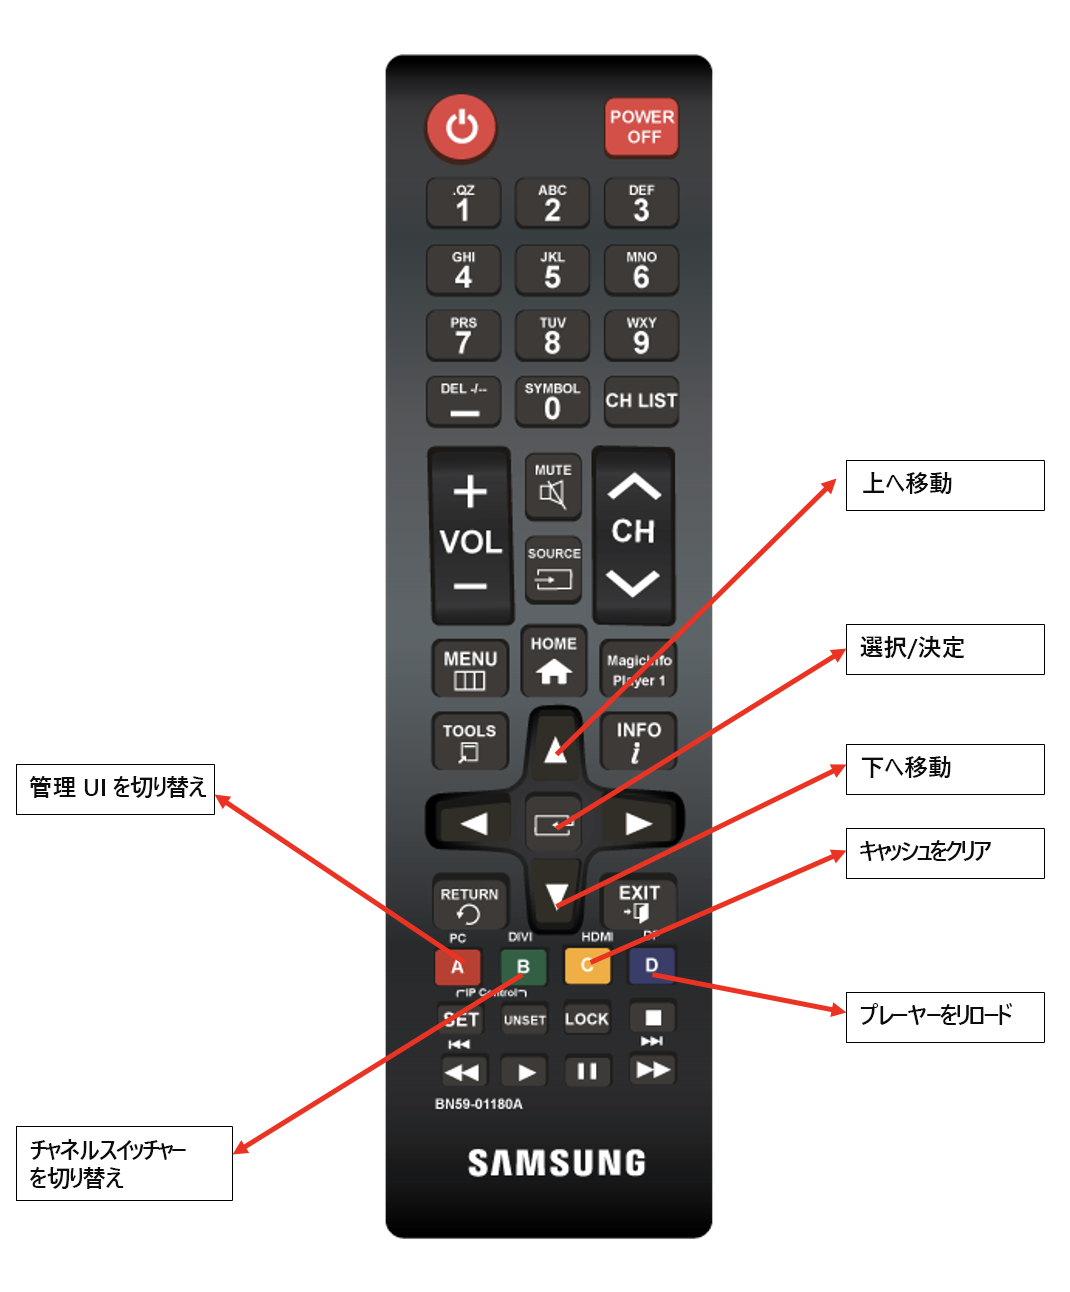 POWER
OFF
.QZ
1
ABC
2
DEF
3
GHI
4
JKL
5
MNO
6
PRS
7
TUV
8
WXY
9
DEL -/--
SYMBOL
0
CH LIST
+
VOL
−
MUTE
CH
SOURCE
MENU
HOME
MagicInfo
Player 1
TOOLS
INFO
i
RETURN
EXIT
PC
DIVI
HDMI
DP
A
B
C
D
IP Control
SET
UNSET
LOCK
BN59-01180A
SAMSUNG
上へ移動
選択/決定
下へ移動
キャッシュをクリア
プレーヤーをリロード
管理 UI を切り替え
チャネルスイッチャー
を切り替え